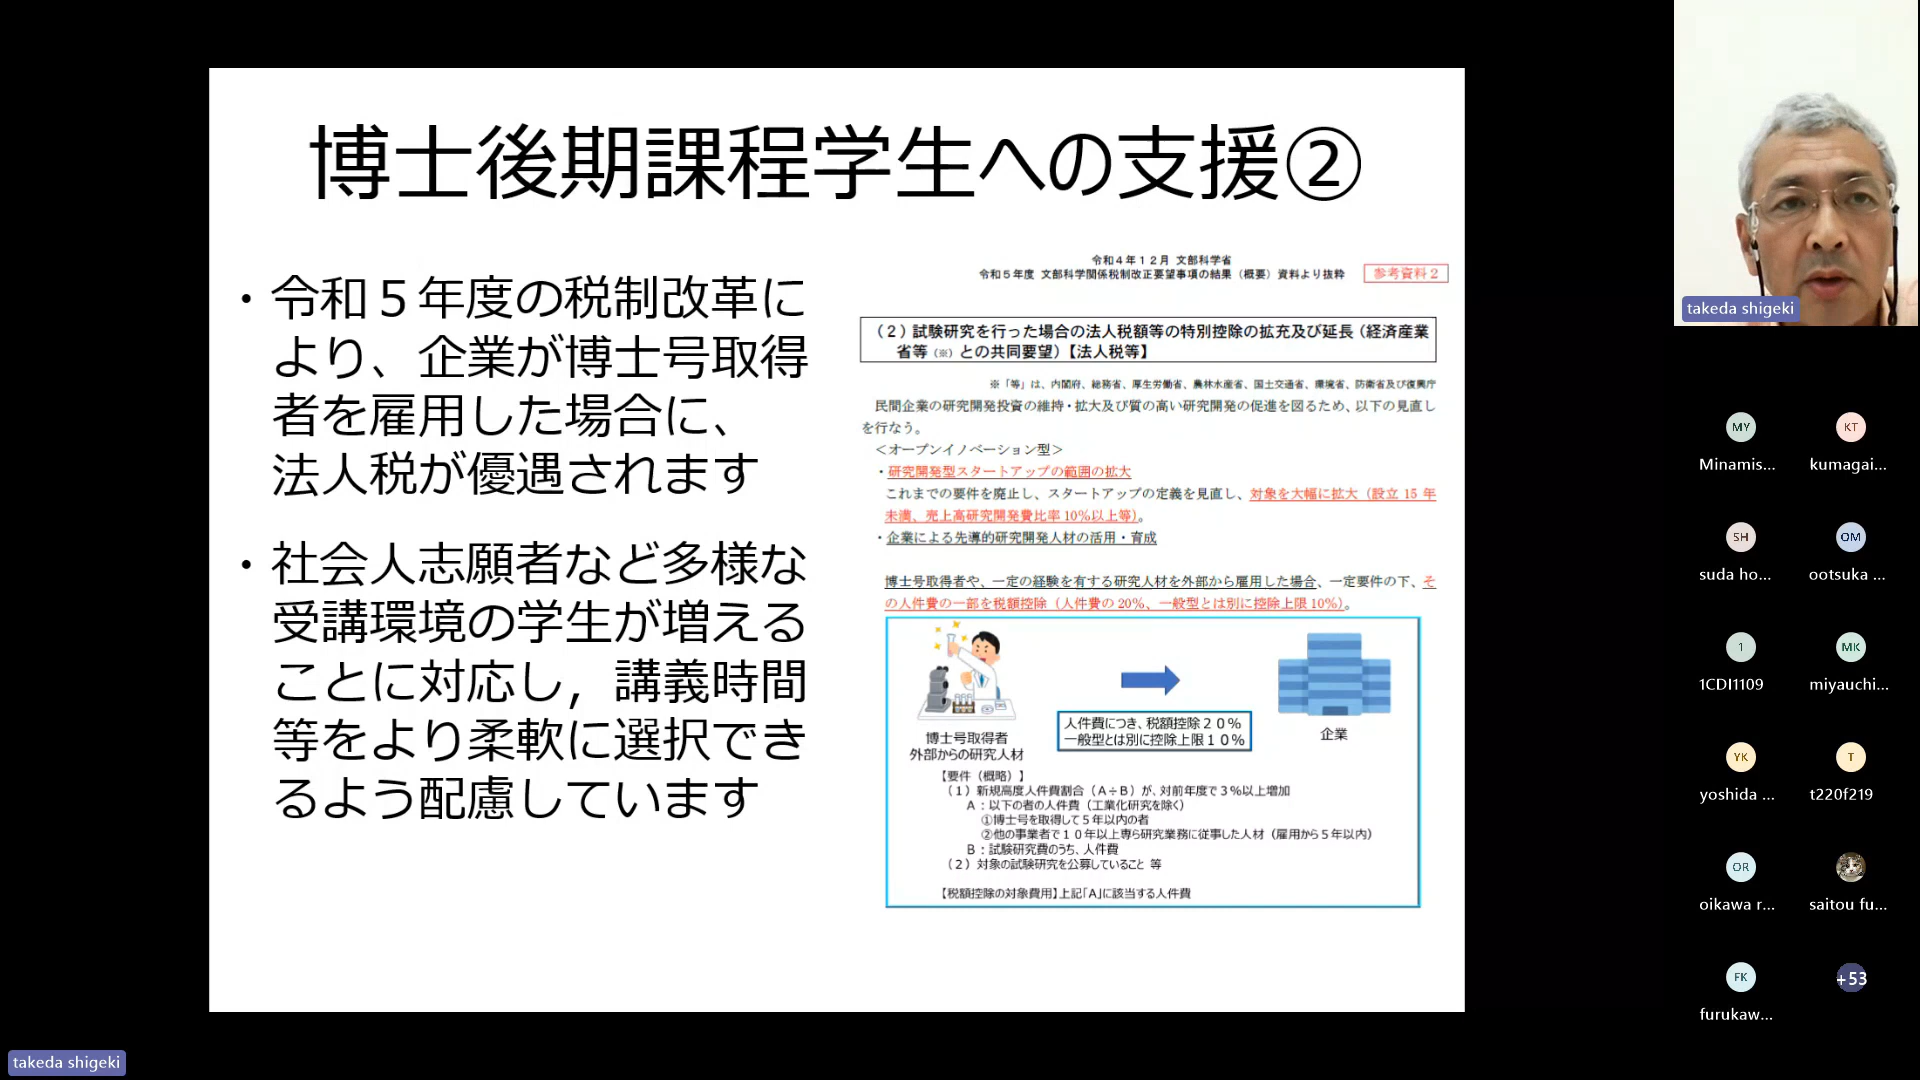 博士後期課程学生への支援②
・令和５年度の税制改革に
より、企業が博士号取得
者を雇用した場合に、
法人税が優遇されます
・社会人志願者など多様な
受講環境の学生が増える
ことに対応し，講義時間
等をより柔軟に選択でき
るよう配慮しています
令和４年１２月 文部科学省
令和５年度 文部科学関係税制改正要望事項の結果（概要）資料より抜粋
参考資料２
（２）試験研究を行った場合の法人税額等の特別控除の拡充及び延長（経済産業
省等（※）との共同要望）【法人税等】
※「等」は、内閣府、総務省、厚生労働省、農林水産省、国土交通省、環境省、防衛省及び復興庁
民間企業の研究開発投資の維持・拡大及び質の高い研究開発の促進を図るため、以下の見直し
を行なう。
＜オープンイノベーション型＞
・研究開発型スタートアップの範囲の拡大
これまでの要件を廃止し、スタートアップの定義を見直し、対象を大幅に拡大（設立 15 年
未満、売上高研究開発費比率 10％以上等）。
・企業による先導的研究開発人材の活用・育成
博士号取得者や、一定の経験を有する研究人材を外部から雇用した場合、一定要件の下、そ
の人件費の一部を税額控除（人件費の 20％、一般型とは別に控除上限 10％）。
博士号取得者
外部からの研究人材
人件費につき、税額控除２０％
一般型とは別に控除上限１０％
企業
【要件（概略）】
（１）新規高度人件費割合（Ａ÷Ｂ）が、対前年度で３％以上増加
Ａ：以下の者の人件費（工業化研究を除く）
①博士号を取得して５年以内の者
②他の事業者で１０年以上専ら研究業務に従事した人材（雇用から５年以内）
Ｂ：試験研究費のうち、人件費
（２）対象の試験研究を公募していること 等
【税額控除の対象費用】上記「Ａ」に該当する人件費
takeda shigeki
MY
KT
Minamis...
kumagai...
SH
OM
suda ho...
ootsuka ...
1
MK
1CDI1109
miyauchi...
YK
T
yoshida ...
t220f219
OR
oikawa r...
saitou fu...
FK
+53
furukaw...
takeda shigeki